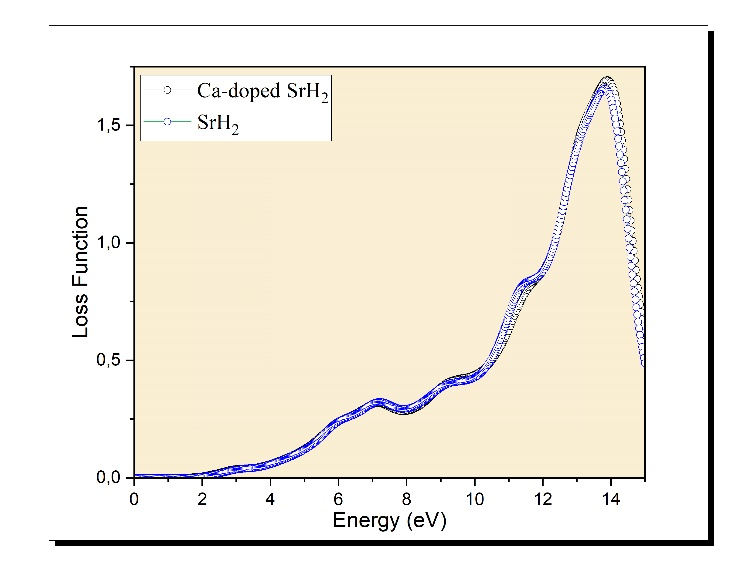 Ca-doped SrH₂
SrH₂
1,5
1,0
0,5
0,0
Loss Function
0 2 4 6 8 10 12 14
Energy (eV)